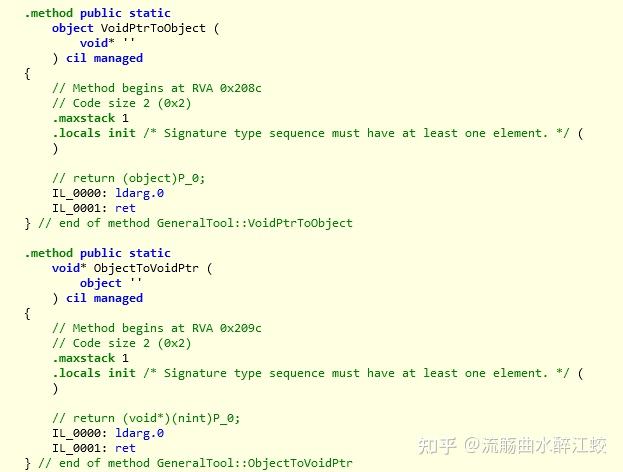 .method public static
object VoidPtrToObject (
void* ''
) cil managed
{
// Method begins at RVA 0x208c
// Code size 2 (0x2)
.maxstack 1
.locals init /* Signature type sequence must have at least one element. */ (
)
// return (object)P_0;
IL_0000: ldarg.0
IL_0001: ret
} // end of method GeneralTool::VoidPtrToObject
.method public static
void* ObjectToVoidPtr (
object ''
) cil managed
{
// Method begins at RVA 0x209c
// Code size 2 (0x2)
.maxstack 1
.locals init /* Signature type sequence must have at least one element. */ (
)
// return (void*)(nint)P_0;
IL_0000: ldarg.0
IL_0001: ret
} // end of method GeneralTool::ObjectToVoidPtr
知乎 @流觞曲水醉江蛟